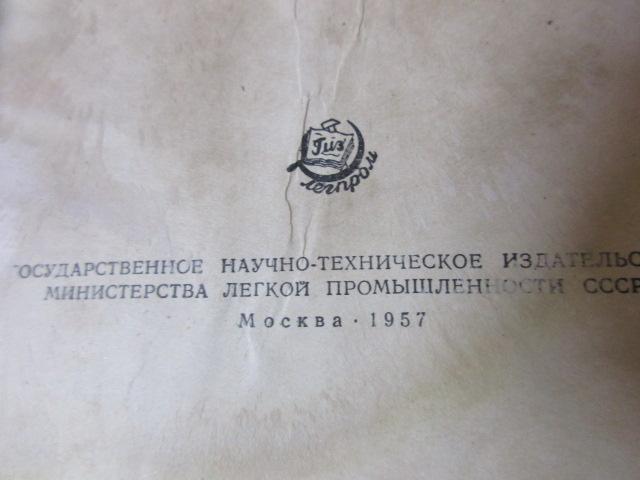 Гиз
легпром
ГОСУДАРСТВЕННОЕ НАУЧНО-ТЕХНИЧЕСКОЕ ИЗДАТЕЛЬС
МИНИСТЕРСТВА ЛЕГКОЙ ПРОМЫШЛЕННОСТИ СССР
Москва · 1957